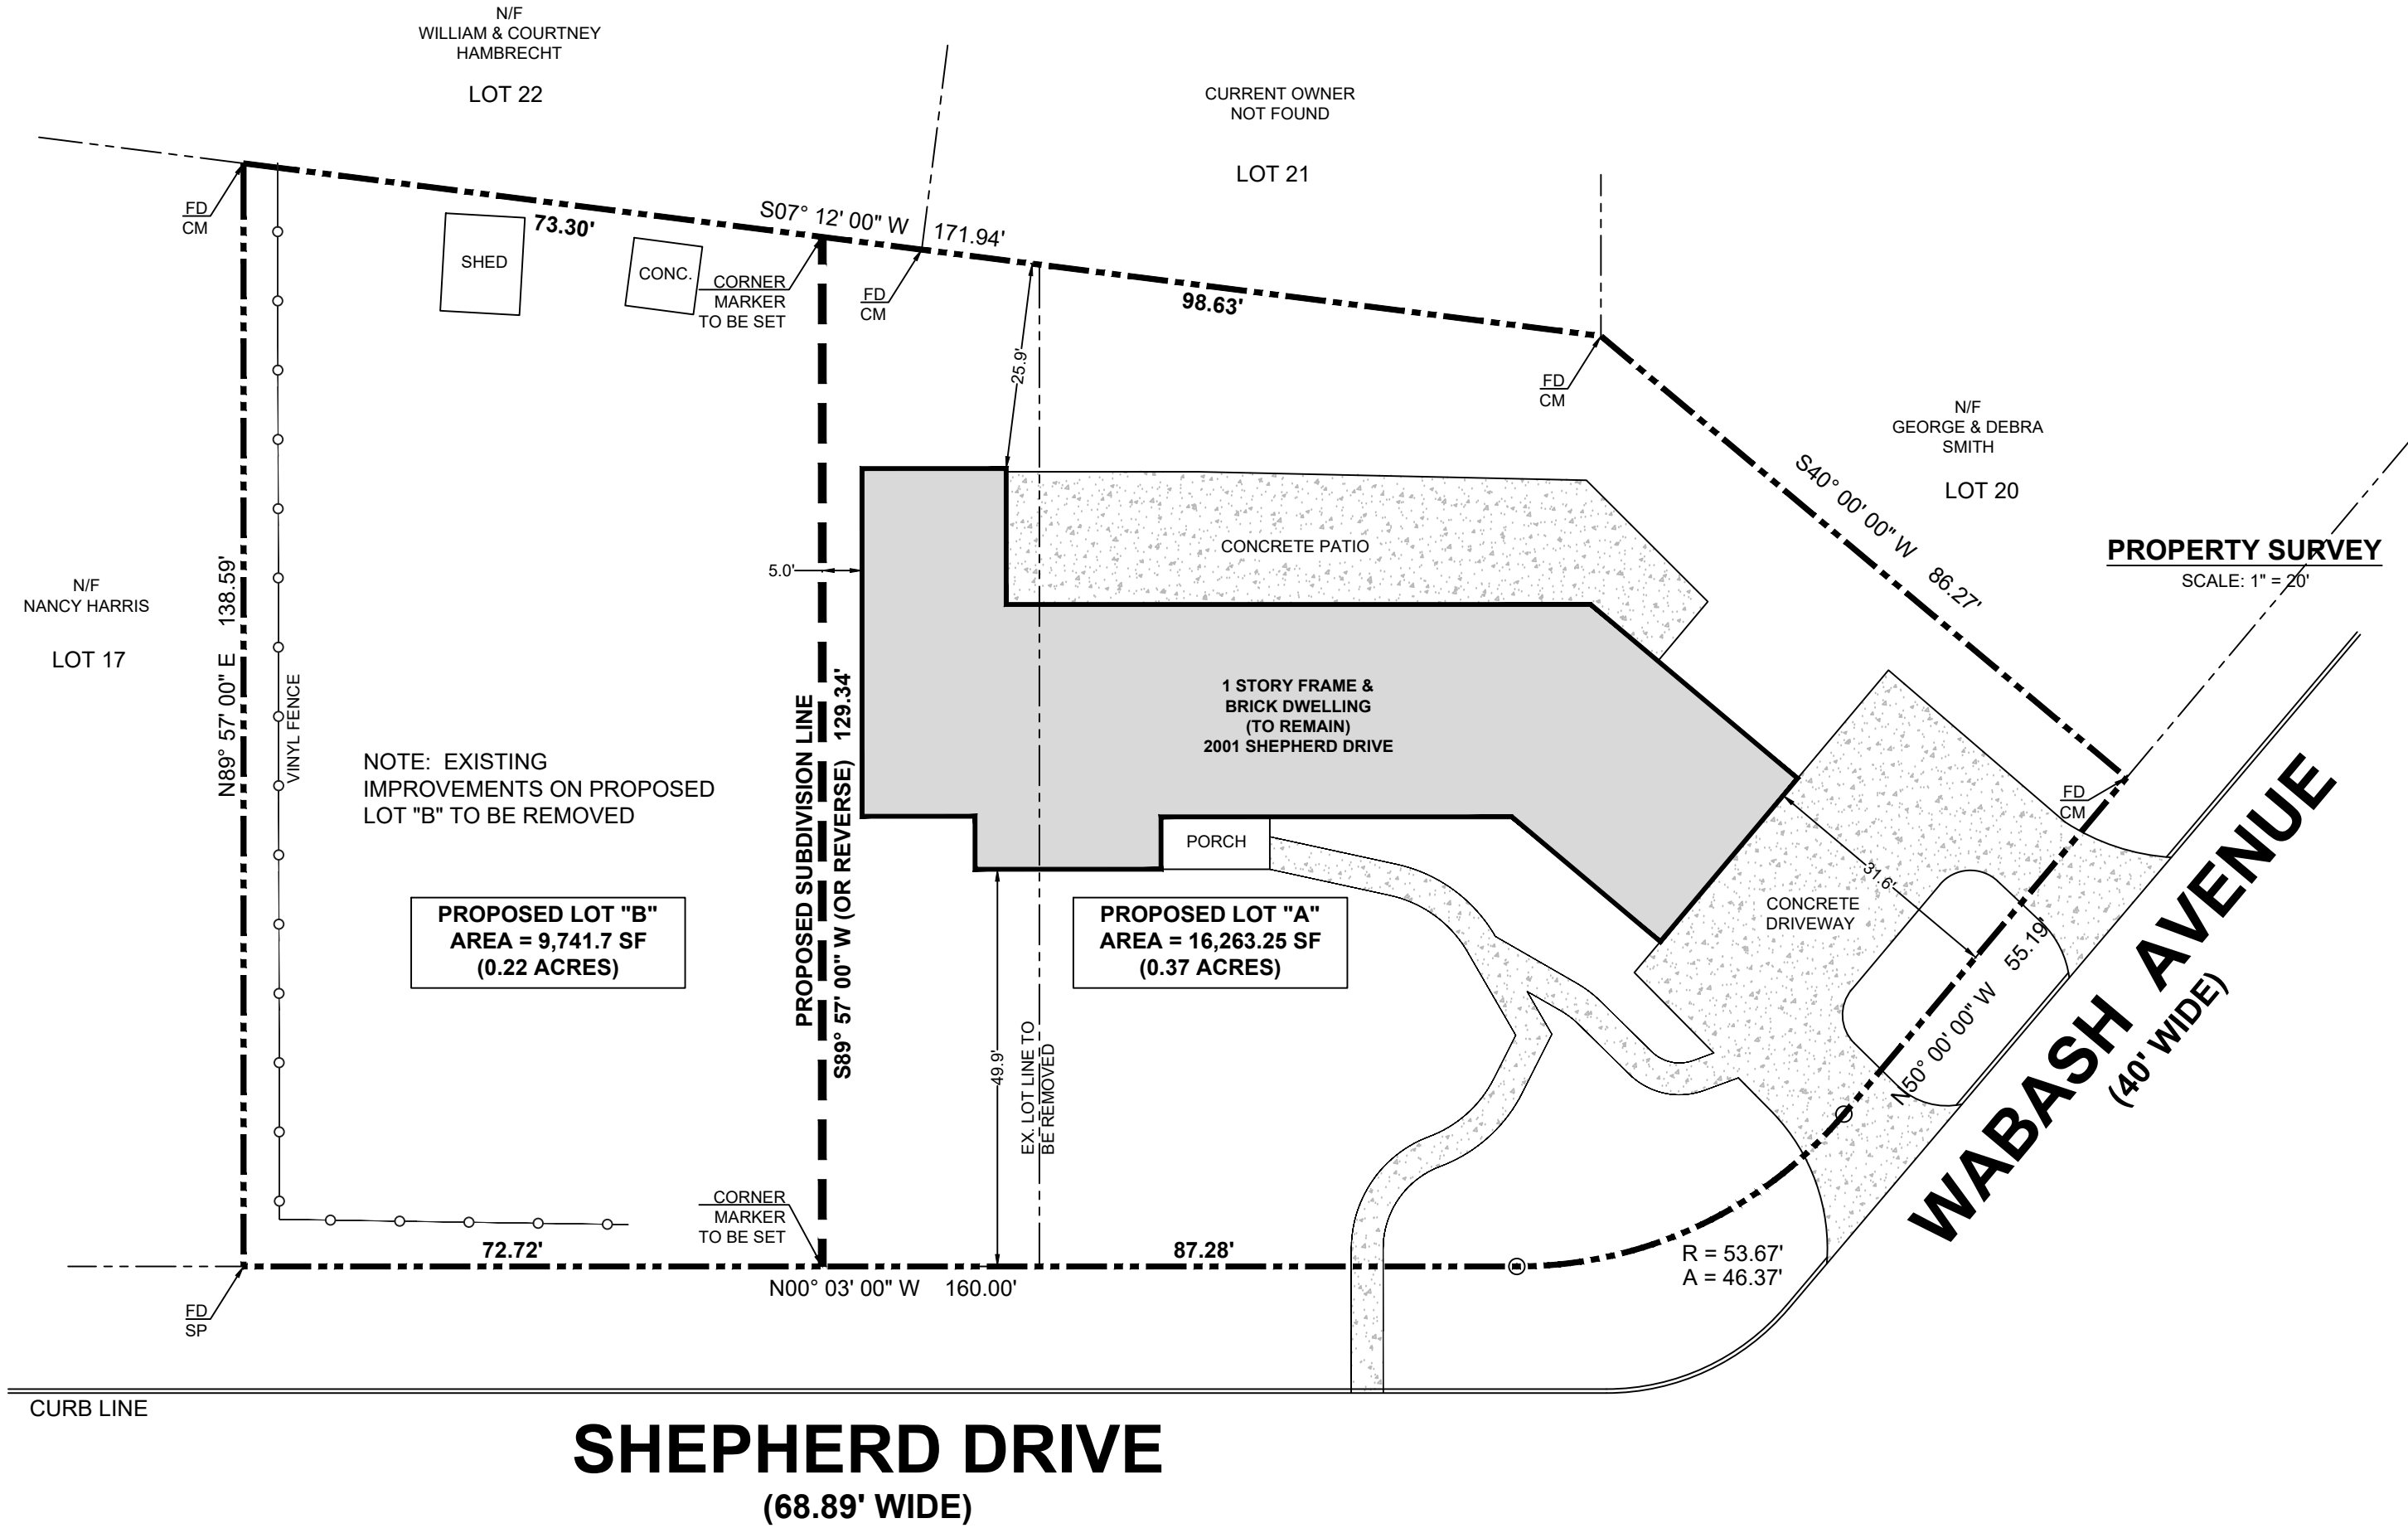 N/F
WILLIAM & COURTNEY
HAMBRECHT
LOT 22
CURRENT OWNER
NOT FOUND
LOT 21
FD
CM
SHED
73.30'
S07° 12' 00" W 171.94'
CONC.
CORNER
MARKER
TO BE SET
FD
CM
98.63'
25.9'
FD
CM
N/F
GEORGE & DEBRA
SMITH
LOT 20
S40° 00' 00" W 86.27'
PROPERTY SURVEY
SCALE: 1" = 20'
N/F
NANCY HARRIS
LOT 17
N89° 57' 00" E 138.59'
VINYL FENCE
5.0'
CONCRETE PATIO
1 STORY FRAME &
BRICK DWELLING
(TO REMAIN)
2001 SHEPHERD DRIVE
NOTE: EXISTING
IMPROVEMENTS ON PROPOSED
LOT "B" TO BE REMOVED
PROPOSED SUBDIVISION LINE
S89° 57' 00" W (OR REVERSE) 129.34'
PORCH
FD
CM
31.6'
CONCRETE
DRIVEWAY
PROPOSED LOT "B"
AREA = 9,741.7 SF
(0.22 ACRES)
PROPOSED LOT "A"
AREA = 16,263.25 SF
(0.37 ACRES)
49.9'
EX. LOT LINE TO
BE REMOVED
N50° 00' 00" W 55.19'
WABASH AVENUE
(40' WIDE)
CORNER
MARKER
TO BE SET
72.72'
87.28'
R = 53.67'
A = 46.37'
N00° 03' 00" W 160.00'
FD
SP
CURB LINE
SHEPHERD DRIVE
(68.89' WIDE)